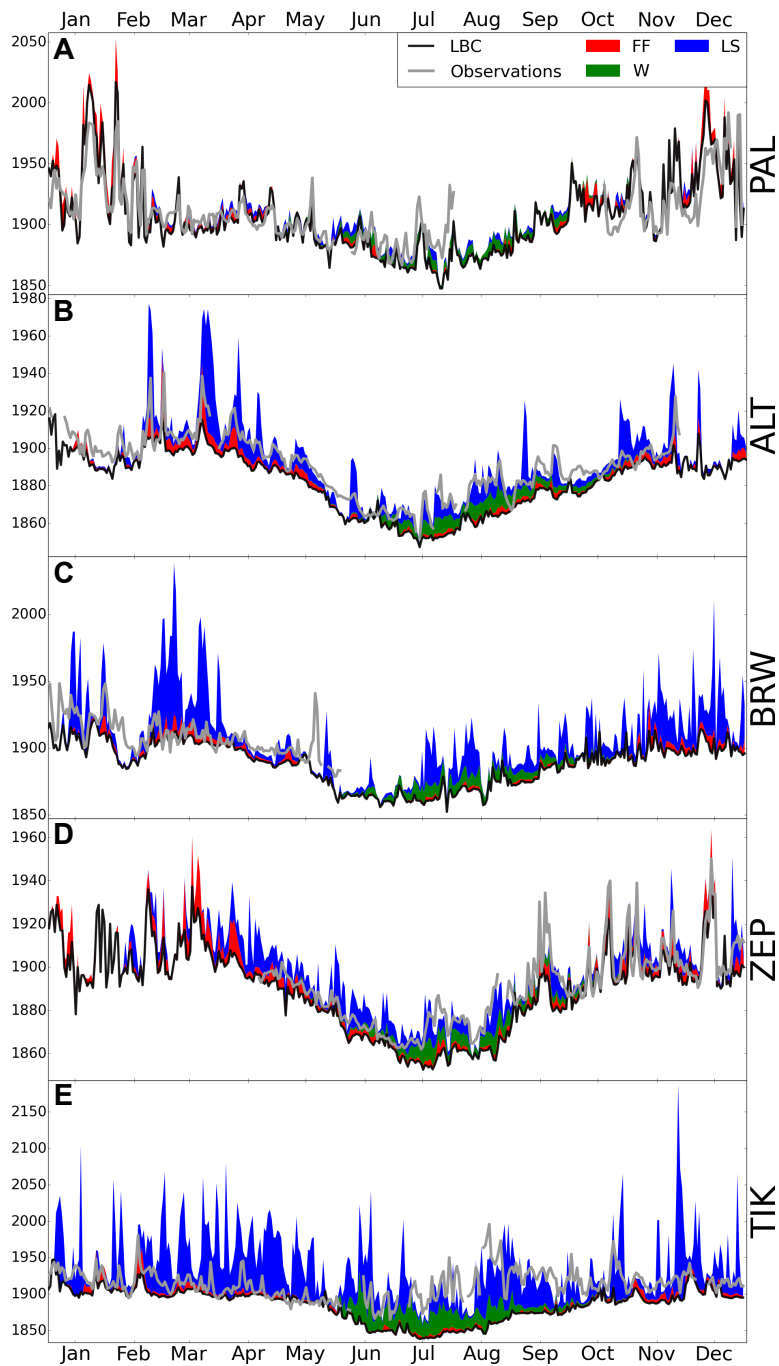 Jan Feb Mar Apr May Jun Jul Aug Sep Oct Nov Dec
A
LBC FF LS
Observations W
2050
2000
1950
1900
1850
PAL
B
1980
1960
1940
1920
1900
1880
1860
ALT
C
2000
1950
1900
1850
BRW
D
1960
1940
1920
1900
1880
1860
ZEP
E
2150
2100
2050
2000
1950
1900
1850
TIK
Jan Feb Mar Apr May Jun Jul Aug Sep Oct Nov Dec